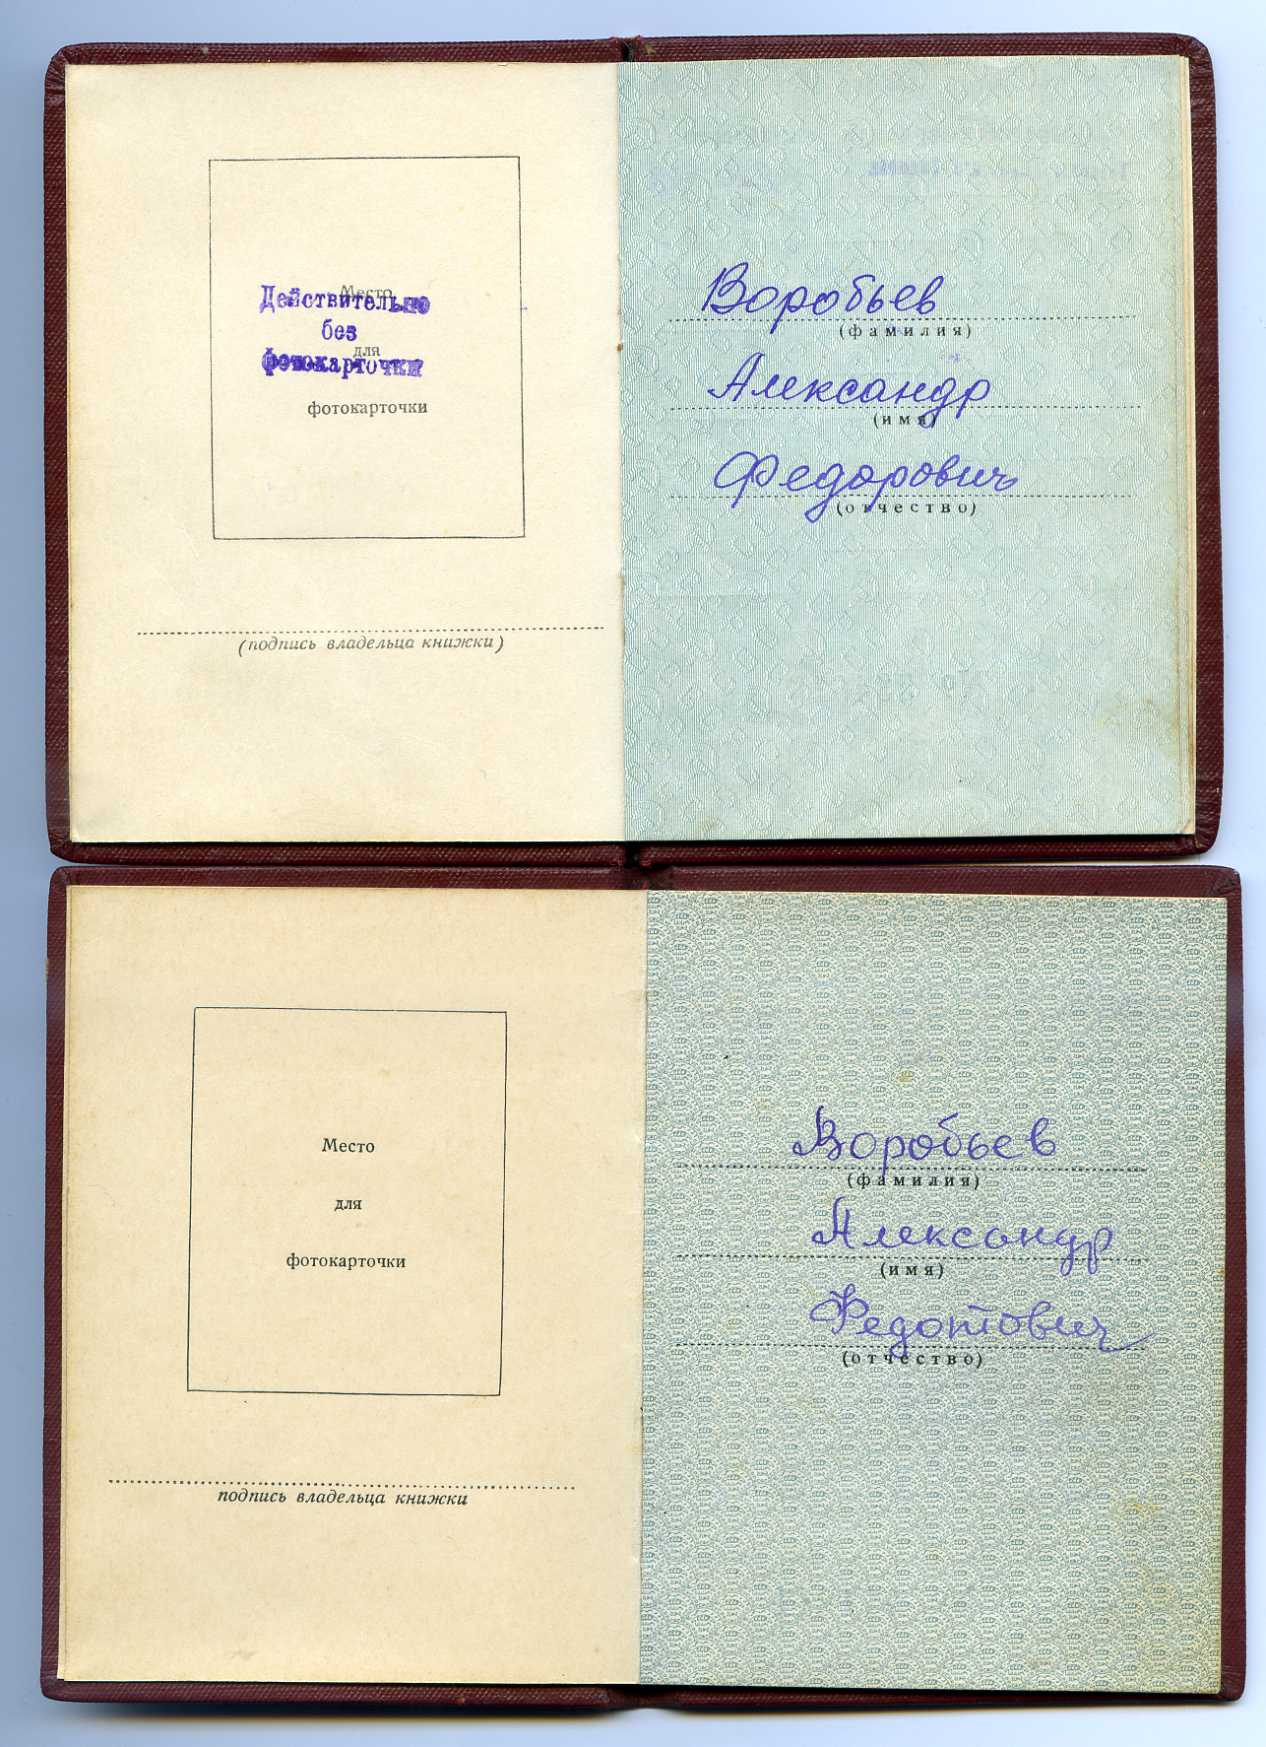 Место
Действительно
без
для
фотокарточки
фотокарточки
(подпись владельца книжки)
Воробьев
(фамилия)
Александр
(имя)
Федорович
(отчество)
Место
для
фотокарточки
подпись владельца книжки
Воробьев
(фамилия)
Александр
(имя)
Федотович
(отчество)